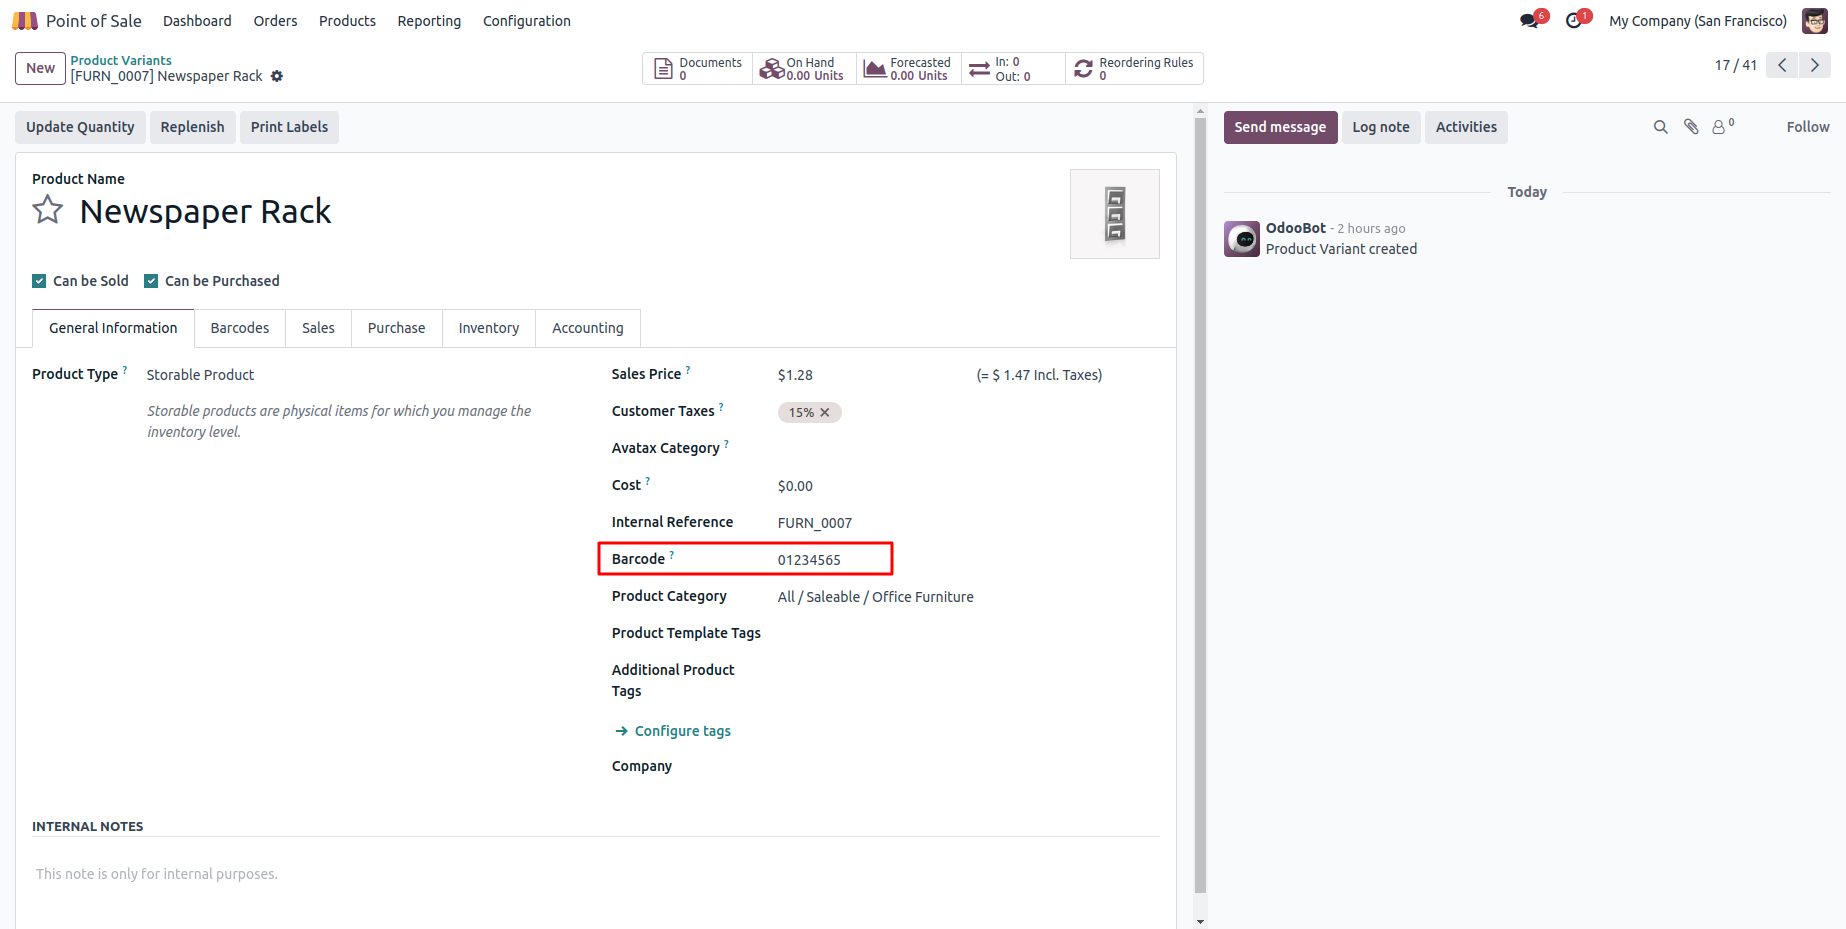 Point of Sale Dashboard Orders Products Reporting Configuration 6 1 My Company (San Francisco)
New
Product Variants
[FURN_0007] Newspaper Rack
Documents
0
On Hand
0.00 Units
Forecasted
0.00 Units
In: 0
Out: 0
Reordering Rules
0
17 / 41
Update Quantity Replenish Print Labels
Send message Log note Activities 0 Follow
Product Name
Newspaper Rack
Can be Sold Can be Purchased
General Information Barcodes Sales Purchase Inventory Accounting
Product Type ? Storable Product
Storable products are physical items for which you manage the
inventory level.
Sales Price ? $1.28 (= $ 1.47 Incl. Taxes)
Customer Taxes ? 15% ✕
Avatax Category ?
Cost ? $0.00
Internal Reference FURN_0007
Barcode ? 01234565
Product Category All / Saleable / Office Furniture
Product Template Tags
Additional Product
Tags
→ Configure tags
Company
INTERNAL NOTES
This note is only for internal purposes.
Today
OdooBot - 2 hours ago
Product Variant created